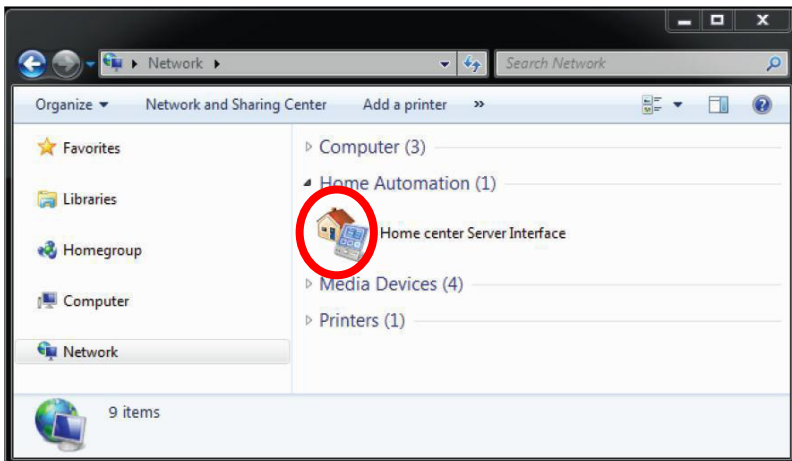 Network
Search Network
Organize
Network and Sharing Center
Add a printer
»
Favorites
Libraries
Homegroup
Computer
Network
Computer (3)
Home Automation (1)
Home center Server Interface
Media Devices (4)
Printers (1)
9 items